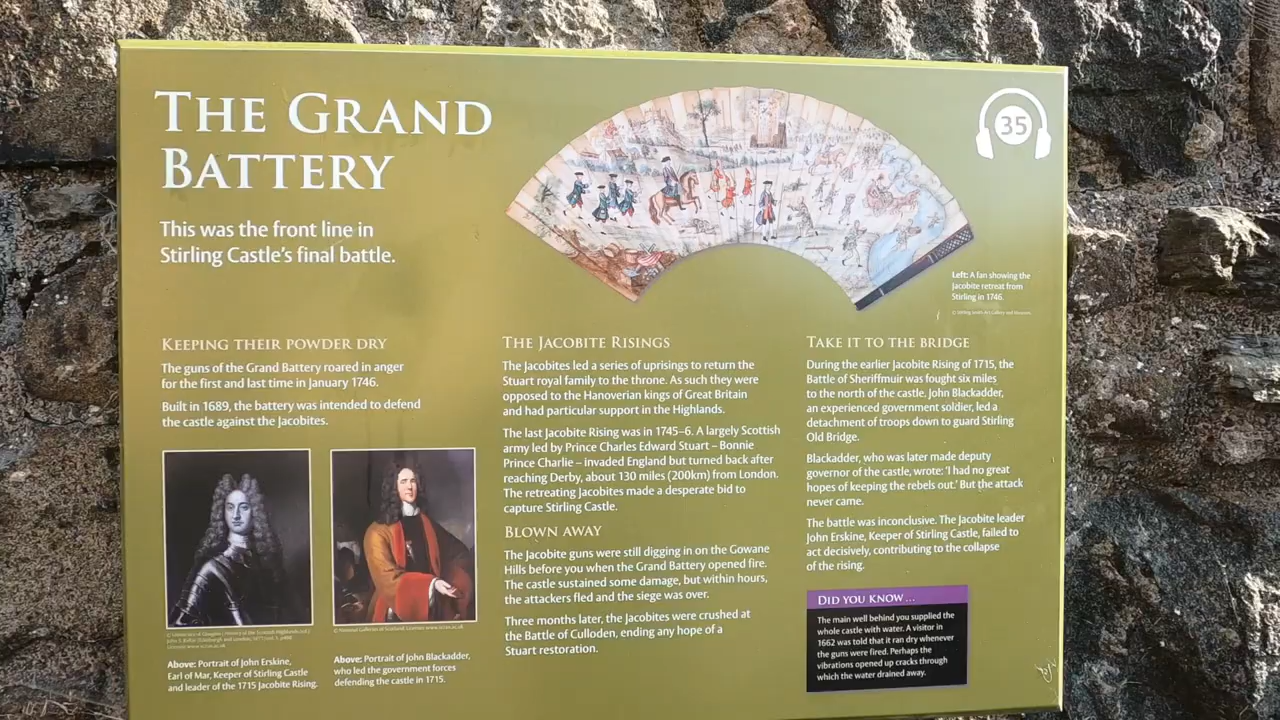 THE GRAND
BATTERY
This was the front line in
Stirling Castle's final battle.
35
Left: A fan showing the
Jacobite retreat from
Stirling in 1746.
© Stirling Smith Art Gallery and Museum
KEEPING THEIR POWDER DRY
The guns of the Grand Battery roared in anger
for the first and last time in January 1746.
Built in 1689, the battery was intended to defend
the castle against the Jacobites.
Above: Portrait of John Erskine,
Earl of Mar, Keeper of Stirling Castle
and leader of the 1715 Jacobite Rising.
© National Galleries of Scotland. Licensor www.scran.ac.uk
Above: Portrait of John Blackadder,
who led the government forces
defending the castle in 1715.
THE JACOBITE RISINGS
The Jacobites led a series of uprisings to return the
Stuart royal family to the throne. As such they were
opposed to the Hanoverian kings of Great Britain
and had particular support in the Highlands.
The last Jacobite Rising was in 1745–6. A largely Scottish
army led by Prince Charles Edward Stuart – Bonnie
Prince Charlie – invaded England but turned back after
reaching Derby, about 130 miles (200km) from London.
The retreating Jacobites made a desperate bid to
capture Stirling Castle.
BLOWN AWAY
The Jacobite guns were still digging in on the Gowane
Hills before you when the Grand Battery opened fire.
The castle sustained some damage, but within hours,
the attackers fled and the siege was over.
Three months later, the Jacobites were crushed at
the Battle of Culloden, ending any hope of a
Stuart restoration.
TAKE IT TO THE BRIDGE
During the earlier Jacobite Rising of 1715, the
Battle of Sheriffmuir was fought six miles
to the north of the castle. John Blackadder,
an experienced government soldier, led a
detachment of troops down to guard Stirling
Old Bridge.
Blackadder, who was later made deputy
governor of the castle, wrote: 'I had no great
hopes of keeping the rebels out.' But the attack
never came.
The battle was inconclusive. The Jacobite leader
John Erskine, Keeper of Stirling Castle, failed to
act decisively, contributing to the collapse
of the rising.
DID YOU KNOW...
The main well behind you supplied the
whole castle with water. A visitor in
1662 was told that it ran dry whenever
the guns were fired. Perhaps the
vibrations opened up cracks through
which the water drained away.